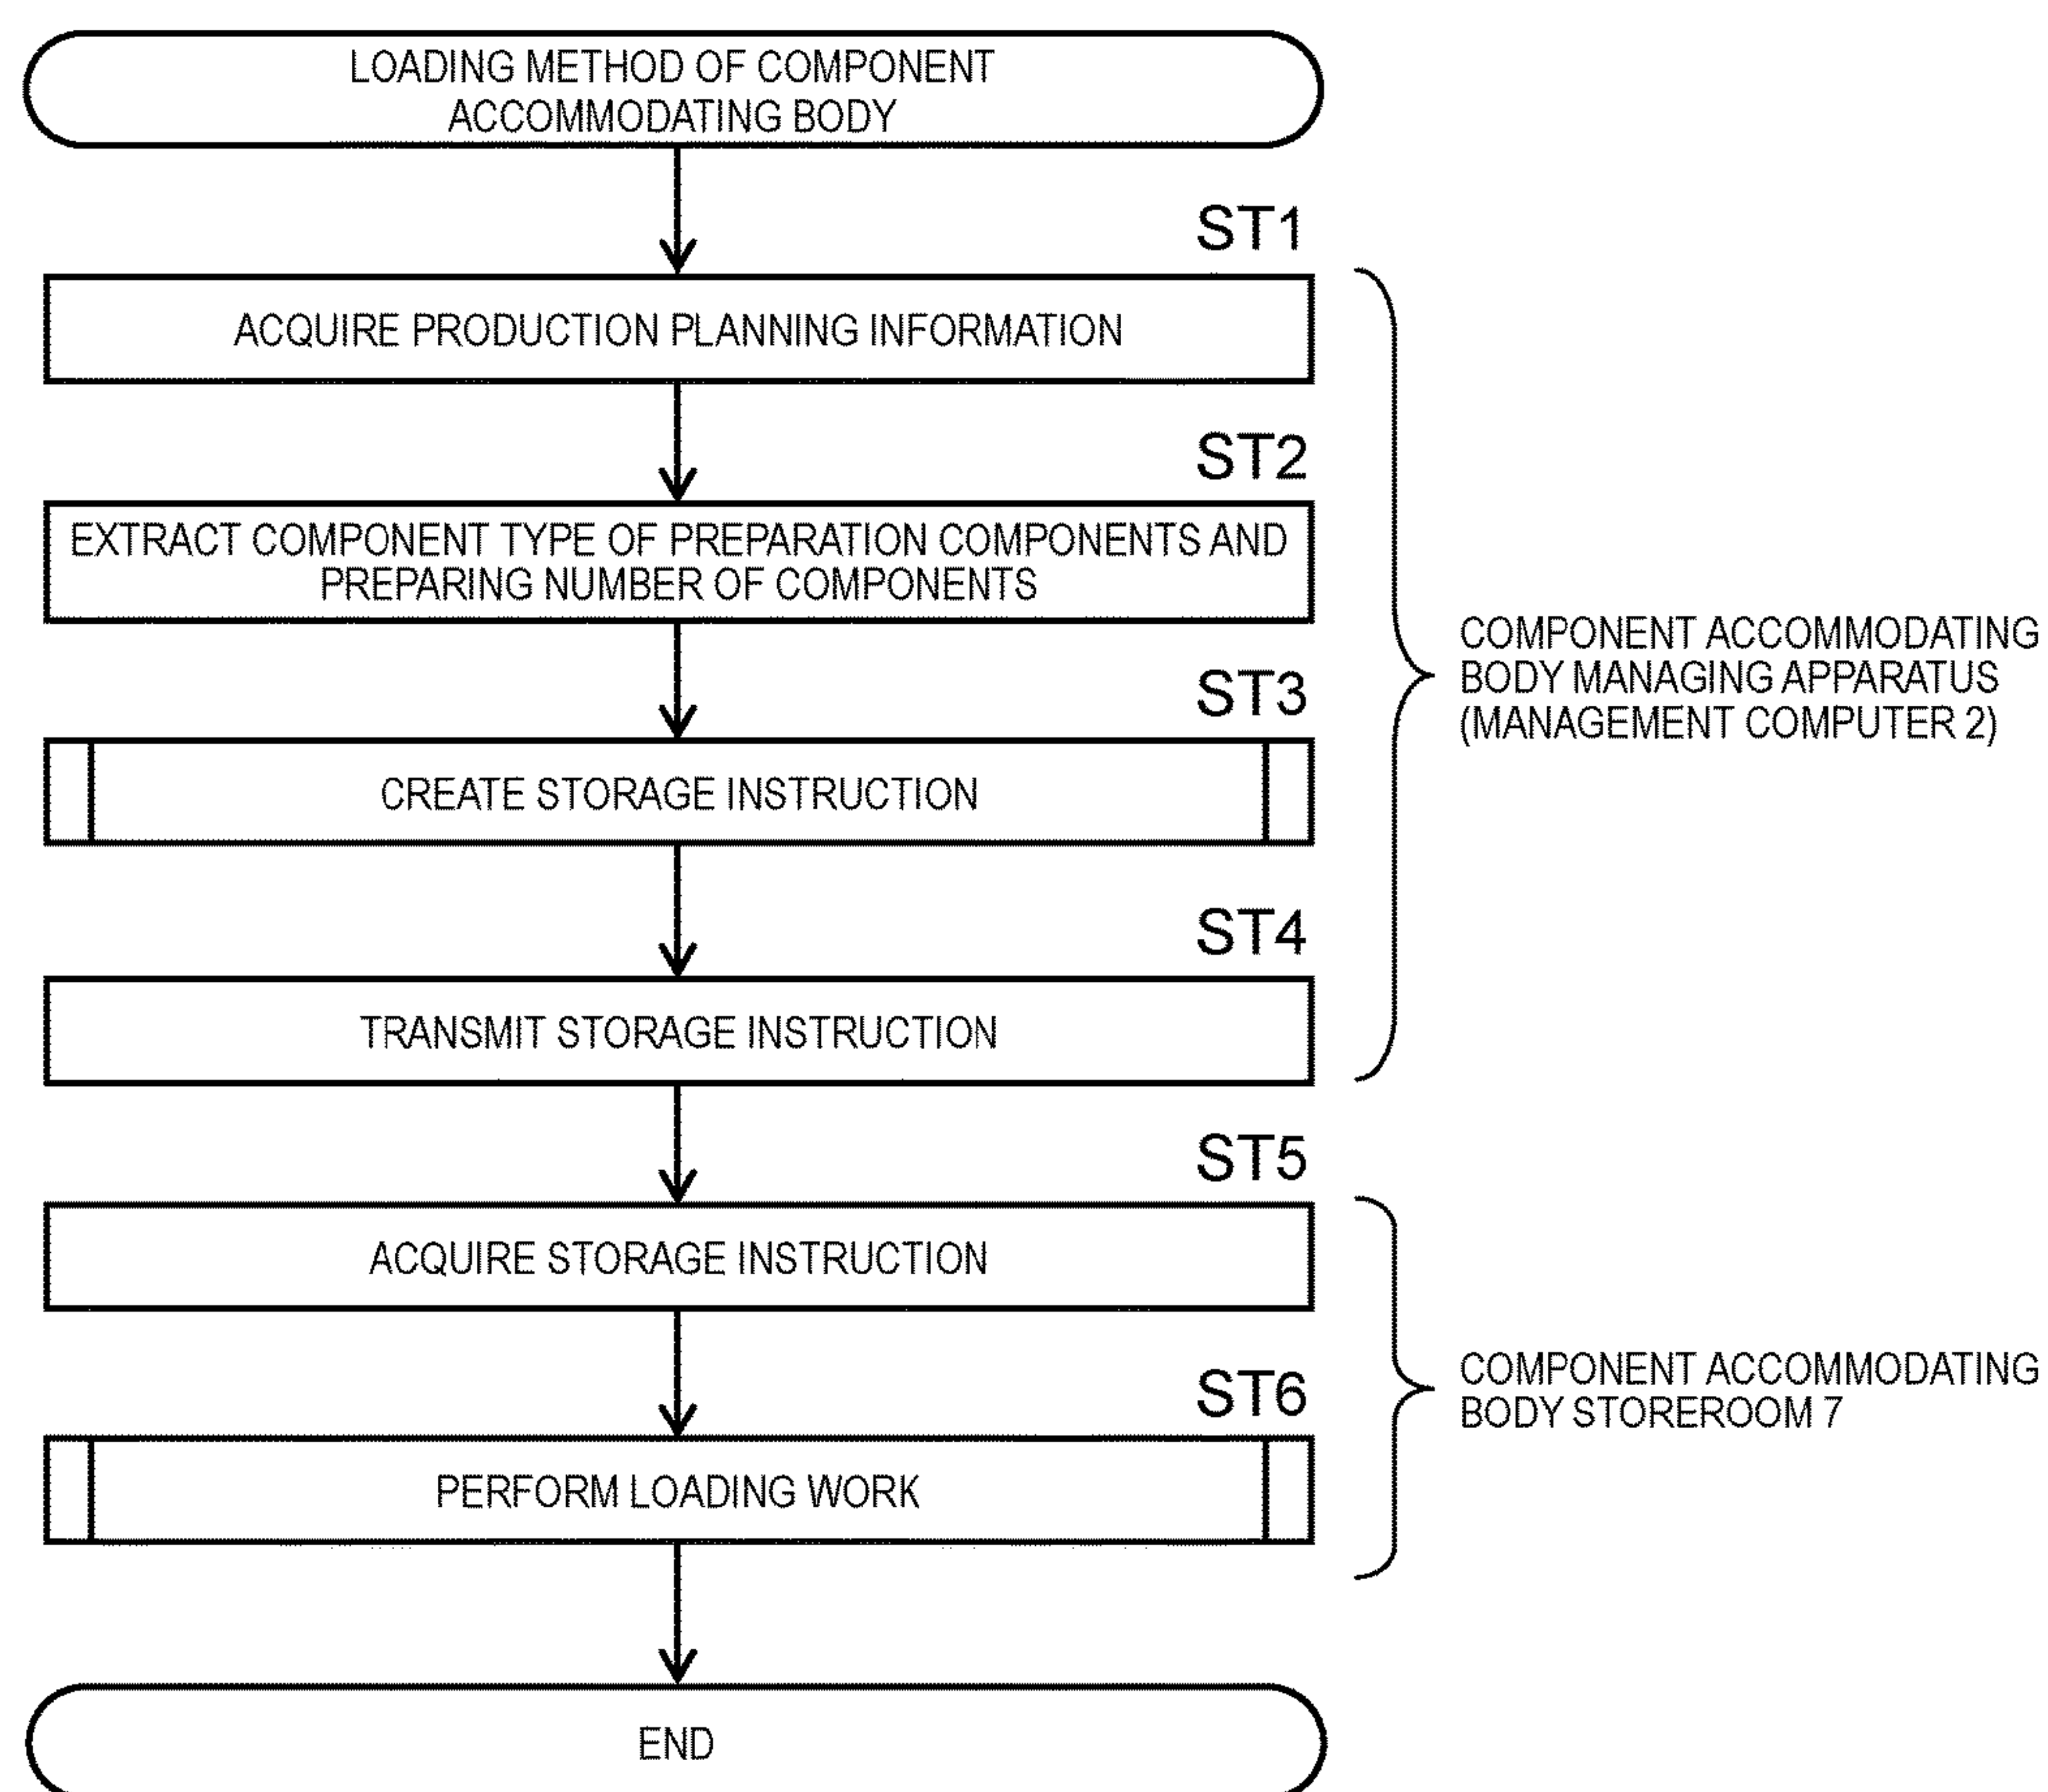 LOADING METHOD OF COMPONENT
ACCOMMODATING BODY
ST1
ACQUIRE PRODUCTION PLANNING INFORMATION
ST2
EXTRACT COMPONENT TYPE OF PREPARATION COMPONENTS AND
PREPARING NUMBER OF COMPONENTS
ST3
CREATE STORAGE INSTRUCTION
ST4
TRANSMIT STORAGE INSTRUCTION
COMPONENT ACCOMMODATING
BODY MANAGING APPARATUS
(MANAGEMENT COMPUTER 2)
ST5
ACQUIRE STORAGE INSTRUCTION
ST6
PERFORM LOADING WORK
COMPONENT ACCOMMODATING
BODY STOREROOM 7
END